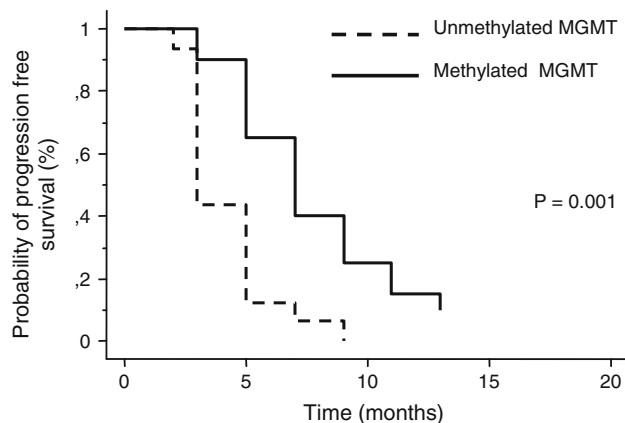 Probability of progression free
survival (%)
1
,8
,6
,4
,2
0
Unmethylated MGMT
Methylated MGMT
P = 0.001
0 5 10 15 20
Time (months)